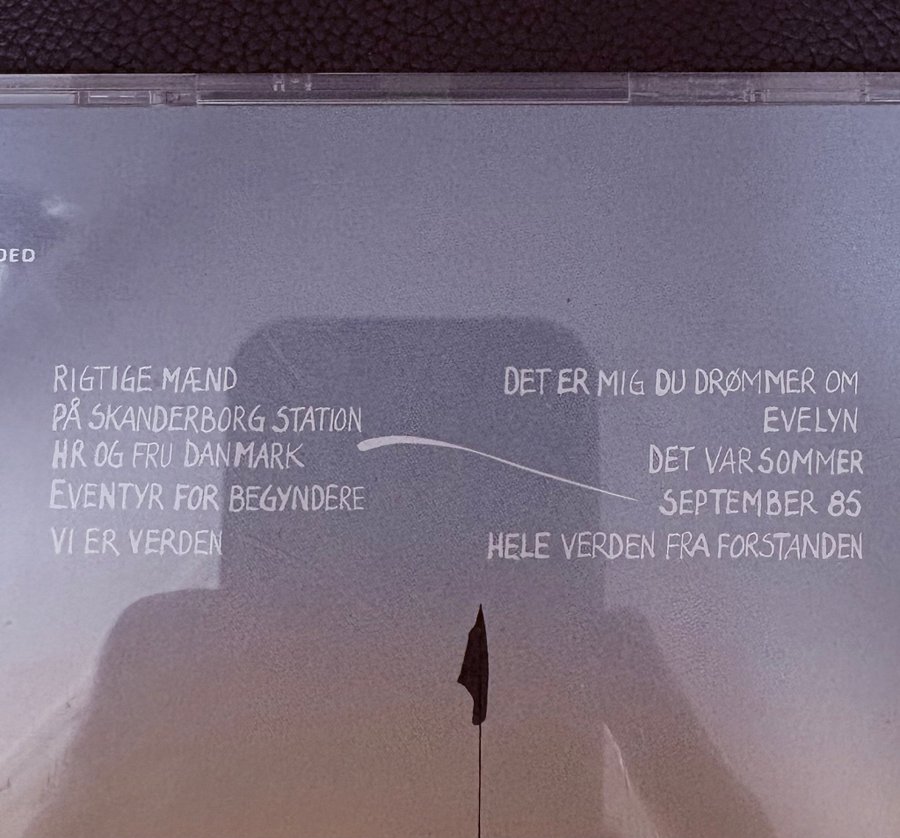 RIGTIGE MÆND
PÅ SKANDERBORG STATION
HR OG FRU DANMARK
EVENTYR FOR BEGYNDERE
VI ER VERDEN
DET ER MIG DU DRØMMER OM
EVELYN
DET VAR SOMMER
SEPTEMBER 85
HELE VERDEN FRA FORSTANDEN